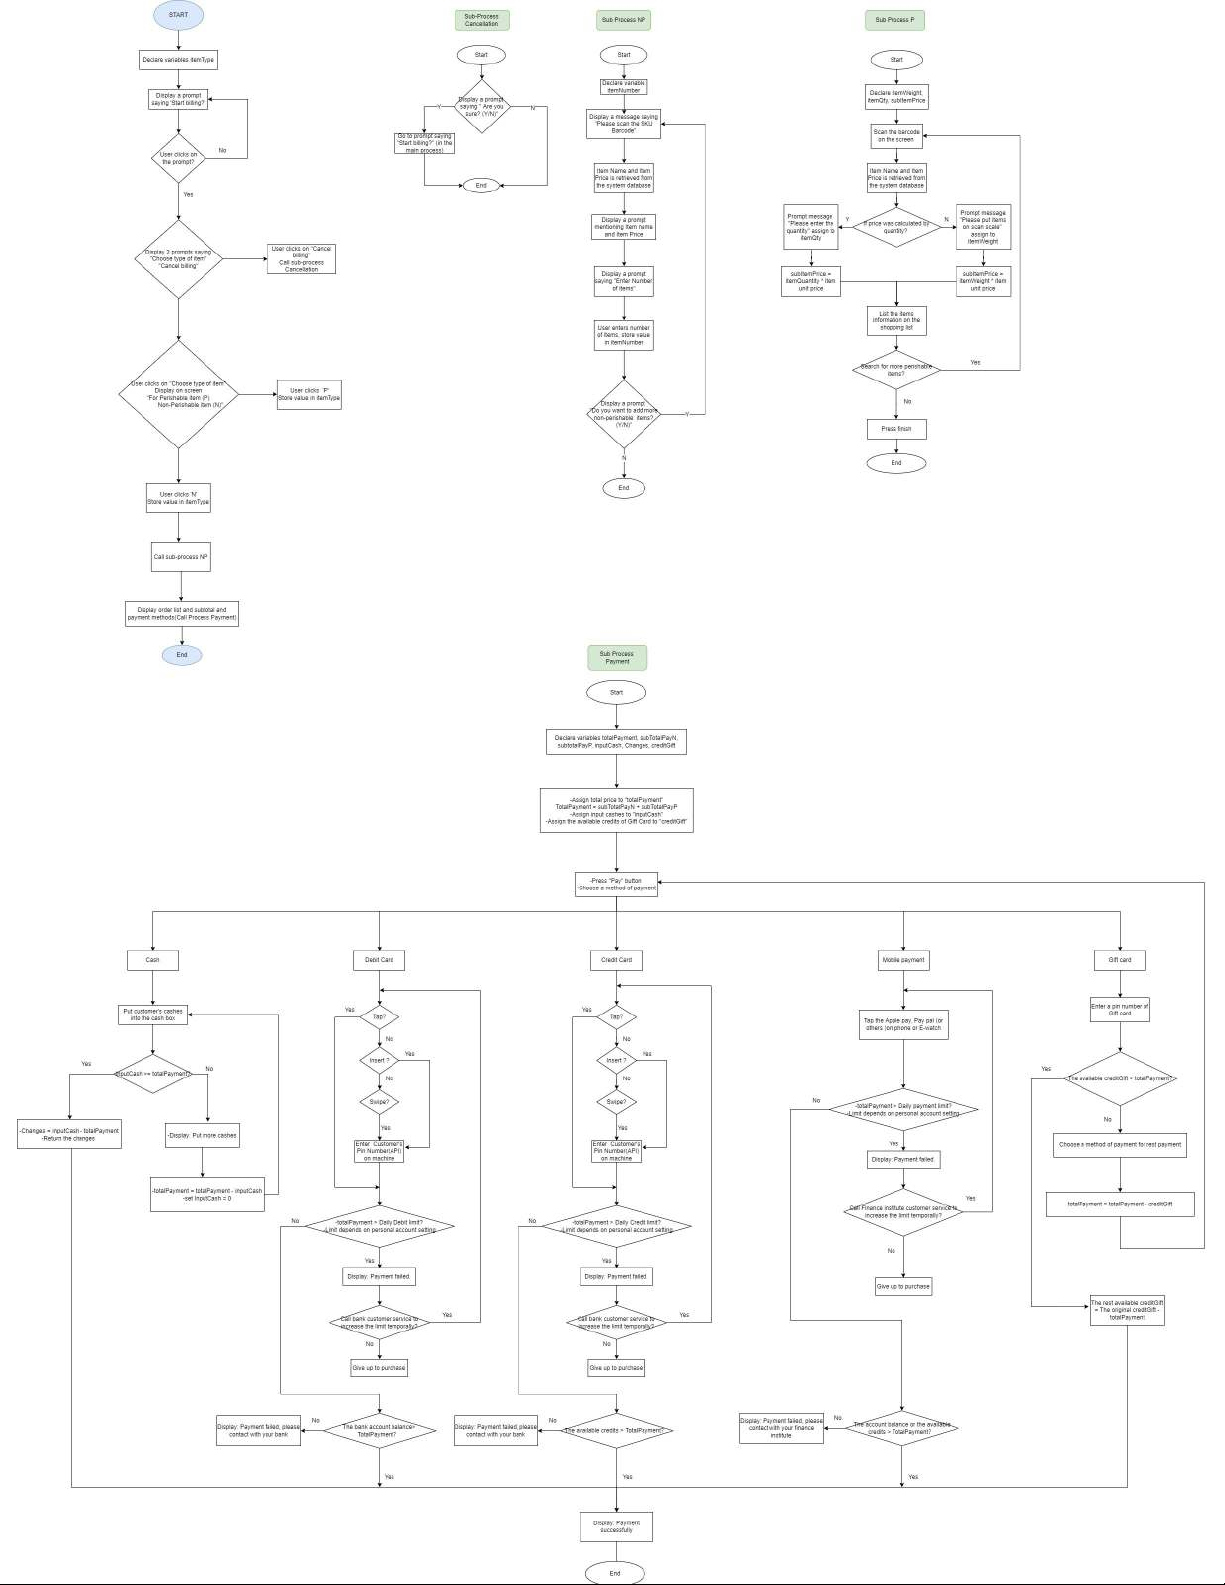 START
Declare variables itemType
Display a prompt
saying 'Start billing?
No
User clicks on
the prompt?
Yes
Display 2 prompts saying
"Choose type of item"
"Cancel billing"
User clicks on "Cancel
billing"
Call sub-process
Cancellation
User clicks on "Choose type of item"
Display on screen
"For Perishable item (P)
Non-Perishable item (N)"
User clicks 'P'
Store value in itemType
User clicks 'N'
Store value in itemType
Call sub-process NP
Display order list and subtotal and
payment methods(Call Process Payment)
End
Sub-Process
Cancellation
Start
Display a prompt
saying " Are you
sure? (Y/N)"
Y
N
Go to prompt saying
"Start billing?" (in the
main process)
End
Sub Process NP
Start
Declare variable
itemNumber
Display a message saying
"Please scan the SKU
Barcode"
Item Name and Item
Price is retrieved from
the system database
Display a prompt
mentioning Item name
and Item Price
Display a prompt
saying "Enter Number
of items"
User enters number
of items, store value
in itemNumber
Display a prompt
"Do you want to add more
non-perishable items?
(Y/N)"
Y
N
End
Sub Process P
Start
Declare itemWeight,
itemQty, subItemPrice
Scan the barcode
on the screen
Item Name and Item
Price is retrieved from
the system database
If price was calculated by
quantity?
Y
N
Prompt message
"Please enter the
quantity" assign to
itemQty
Prompt message
"Please put items
on scan scale"
assign to
itemWeight
subItemPrice =
itemQuantity * item
unit price
subItemPrice =
itemWeight * item
unit price
List the items
information on the
shopping list
Search for more perishable
items?
Yes
No
Press finish
End
Sub Process
Payment
Start
Declare variables totalPayment, subTotalPayN,
subtotalPayP, inputCash, Changes, creditGift
-Assign total price to "totalPayment"
TotalPayment = subTotalPayN + subTotalPayP
-Assign input cashes to "inputCash"
-Assign the available credits of Gift Card to "creditGift"
-Press "Pay" button
-Choose a method of payment
Cash
Put customer's cashes
into the cash box
inputCash >= totalPayment?
Yes
No
-Changes = inputCash - totalPayment
-Return the changes
-Display: Put more cashes
-totalPayment = totalPayment - inputCash
-set InputCash = 0
Debit Card
Tap?
Yes
No
Insert ?
Yes
No
Swipe?
Yes
Enter Customer's
Pin Number(API)
on machine
-totalPayment > Daily Debit limit?
-Limit depends on personal account setting
No
Yes
Display: Payment failed.
Call bank customer service to
increase the limit temporally?
Yes
No
Give up to purchase
The bank account balance>
TotalPayment?
No
Display: Payment failed, please
contact with your bank
Yes
Credit Card
Tap?
Yes
No
Insert ?
Yes
No
Swipe?
Yes
Enter Customer's
Pin Number(API)
on machine
-totalPayment > Daily Credit limit?
-Limit depends on personal account setting
No
Yes
Display: Payment failed
Call bank customer service to
increase the limit temporally?
Yes
No
Give up to purchase
The available credits > TotalPayment?
No
Display: Payment failed, please
contact with your bank
Yes
Mobile payment
Tap the Apple pay, Pay pal (or
others )onphone or E-watch
-totalPayment > Daily payment limit?
-Limit depends on personal account setting
No
Yes
Display: Payment failed.
Call Finance institute customer service to
increase the limit temporally?
Yes
No
Give up to purchase
The account balance or the available
credits > TotalPayment?
No
Display: Payment failed, please
contact with your finance
institute
Yes
Gift card
Enter a pin number of
Gift card
The available creditGift > totalPayment?
Yes
No
Choose a method of payment for rest payment
totalPayment = totalPayment - creditGift
The rest available creditGift
= The original creditGift -
totalPayment
Display: Payment
successfully
End